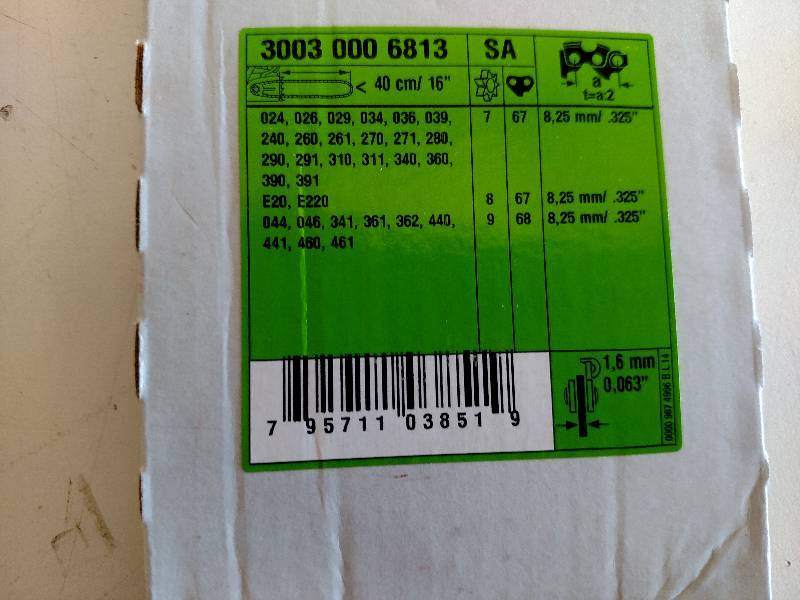 3003 000 6813 SA
< 40 cm/ 16"
a
t=a:2
024, 026, 029, 034, 036, 039, 7 67 8,25 mm/ .325"
240, 260, 261, 270, 271, 280,
290, 291, 310, 311, 340, 360,
390, 391
E20, E220 8 67 8,25 mm/ .325"
044, 046, 341, 361, 362, 440, 9 68 8,25 mm/ .325"
441, 460, 461
1,6 mm
0,063"
7 95711 03851 9
0000 967 4996 B L 14